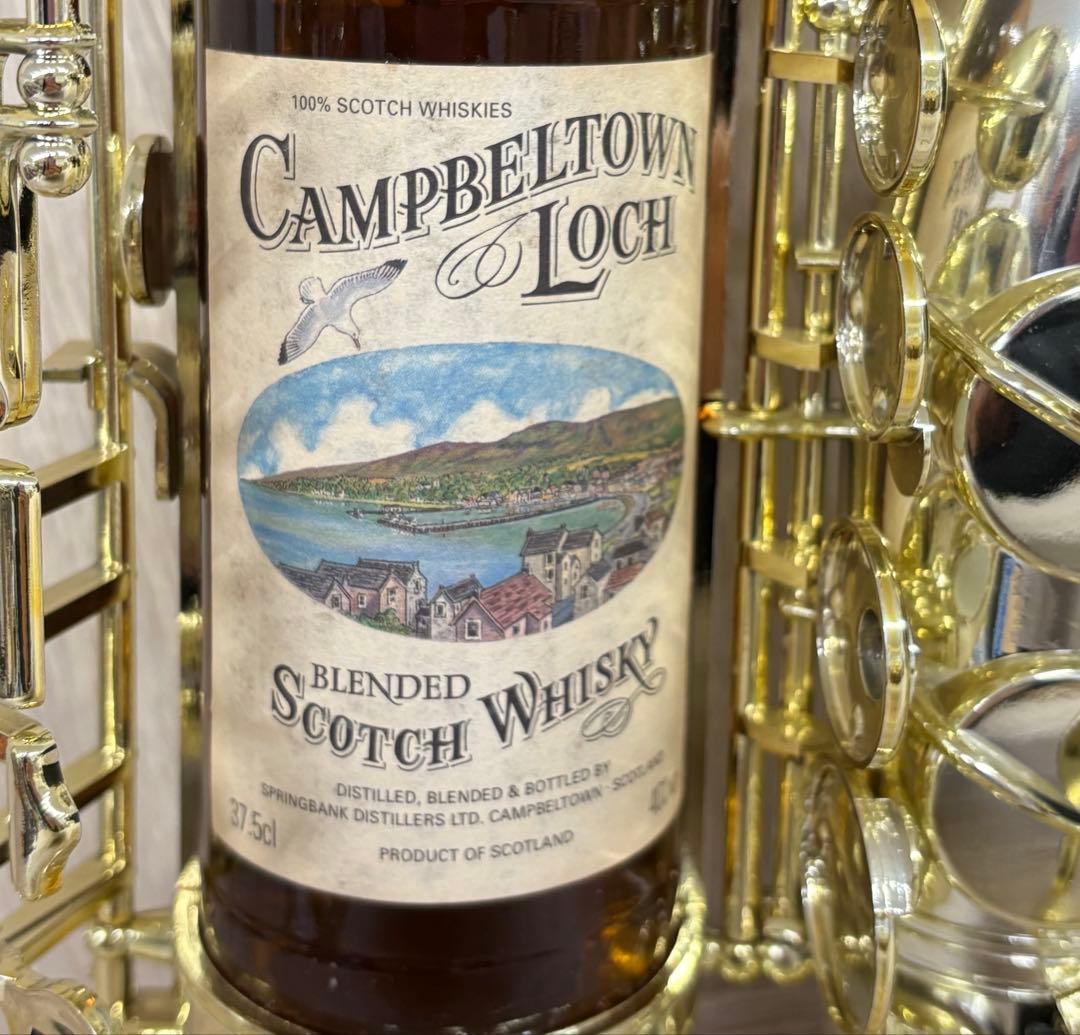 100% SCOTCH WHISKIES
CAMPBELTOWN
LOCH
BLENDED
SCOTCH WHISKY
DISTILLED, BLENDED & BOTTLED BY
SPRINGBANK DISTILLERS LTD. CAMPBELTOWN · SCOTLAND
37.5cl
PRODUCT OF SCOTLAND